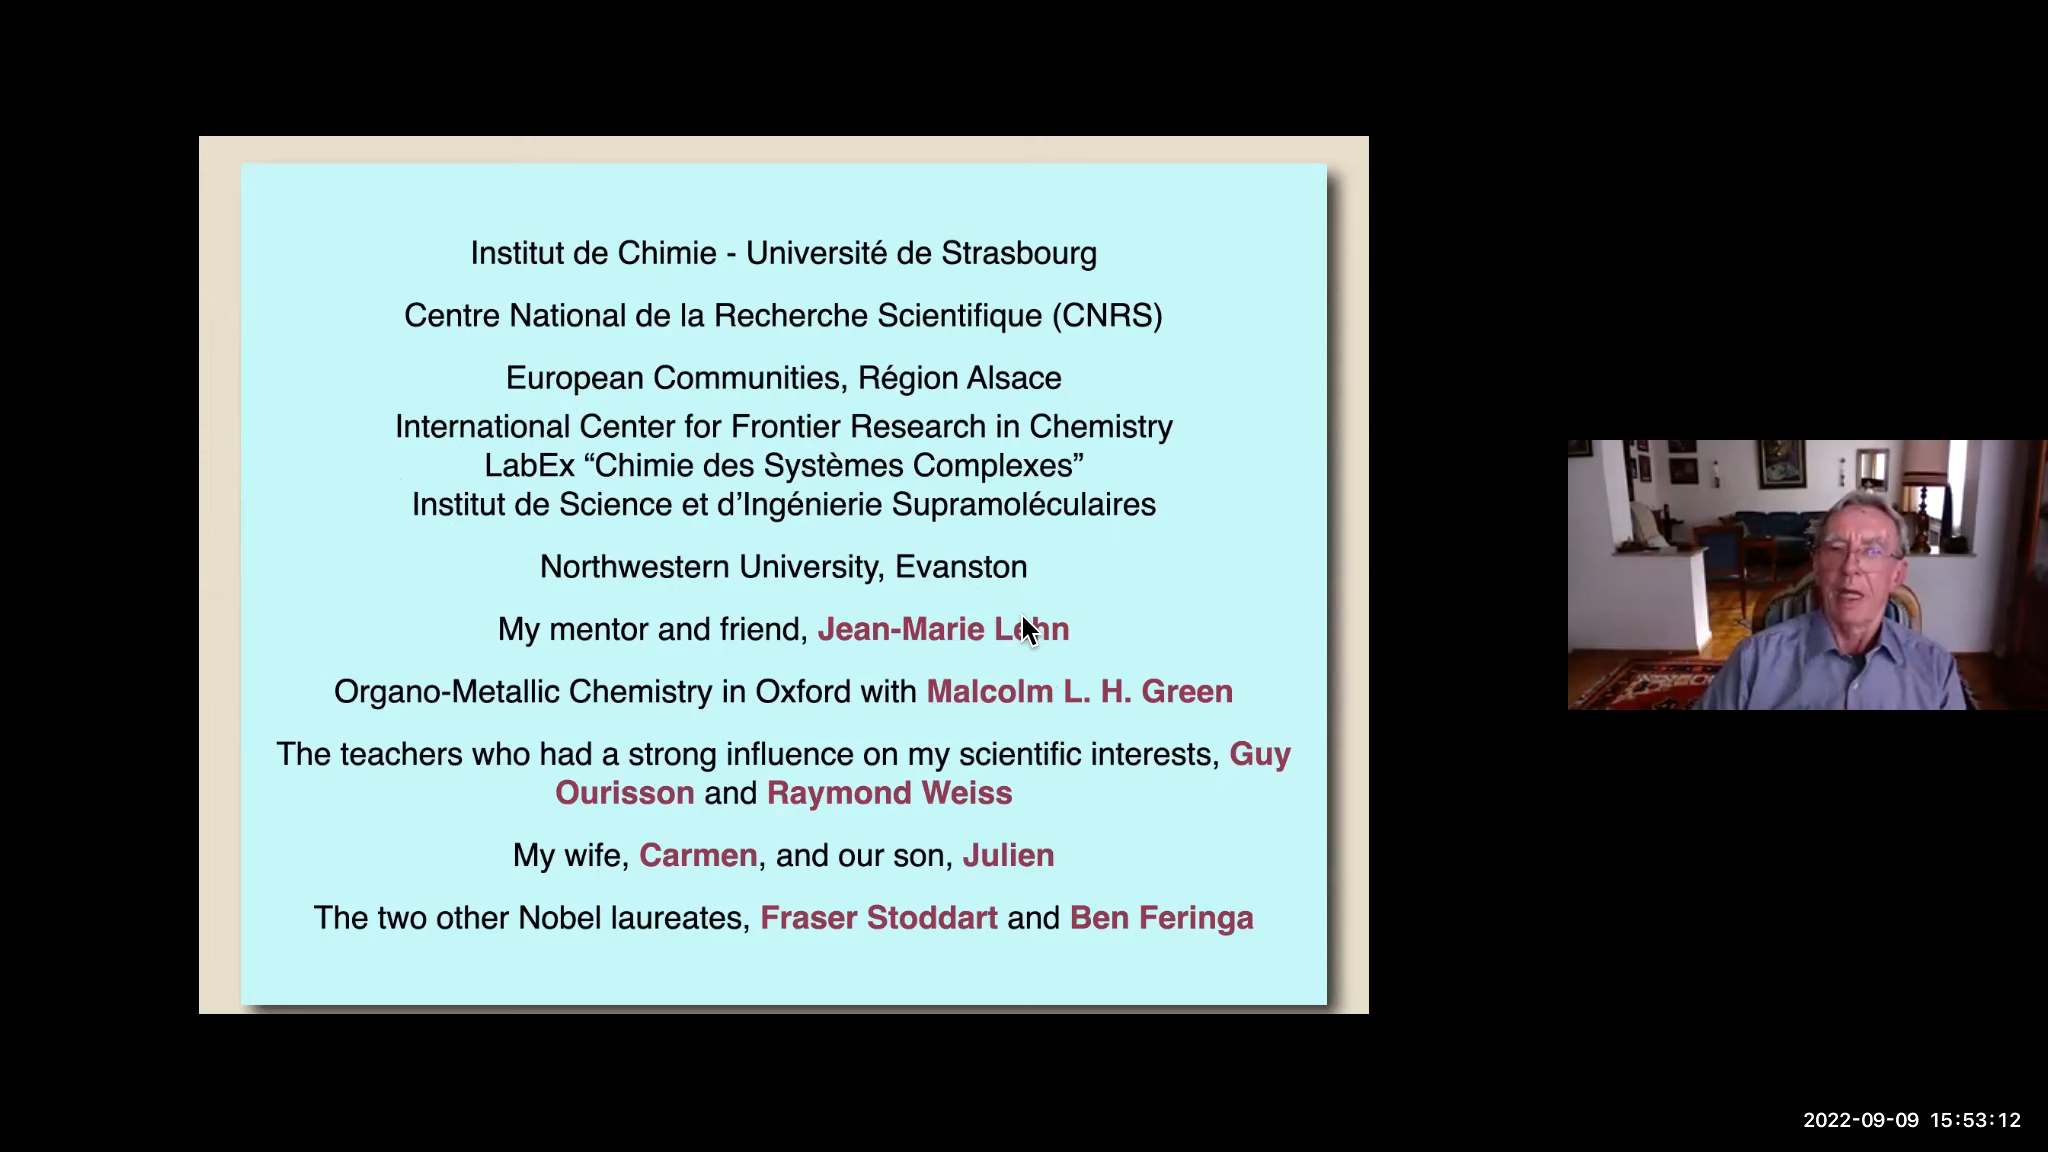 Institut de Chimie - Université de Strasbourg
Centre National de la Recherche Scientifique (CNRS)
European Communities, Région Alsace
International Center for Frontier Research in Chemistry
LabEx “Chimie des Systèmes Complexes”
Institut de Science et d’Ingénierie Supramoléculaires
Northwestern University, Evanston
My mentor and friend, Jean-Marie Lehn
Organo-Metallic Chemistry in Oxford with Malcolm L. H. Green
The teachers who had a strong influence on my scientific interests, Guy
Ourisson and Raymond Weiss
My wife, Carmen, and our son, Julien
The two other Nobel laureates, Fraser Stoddart and Ben Feringa
2022-09-09 15:53:12